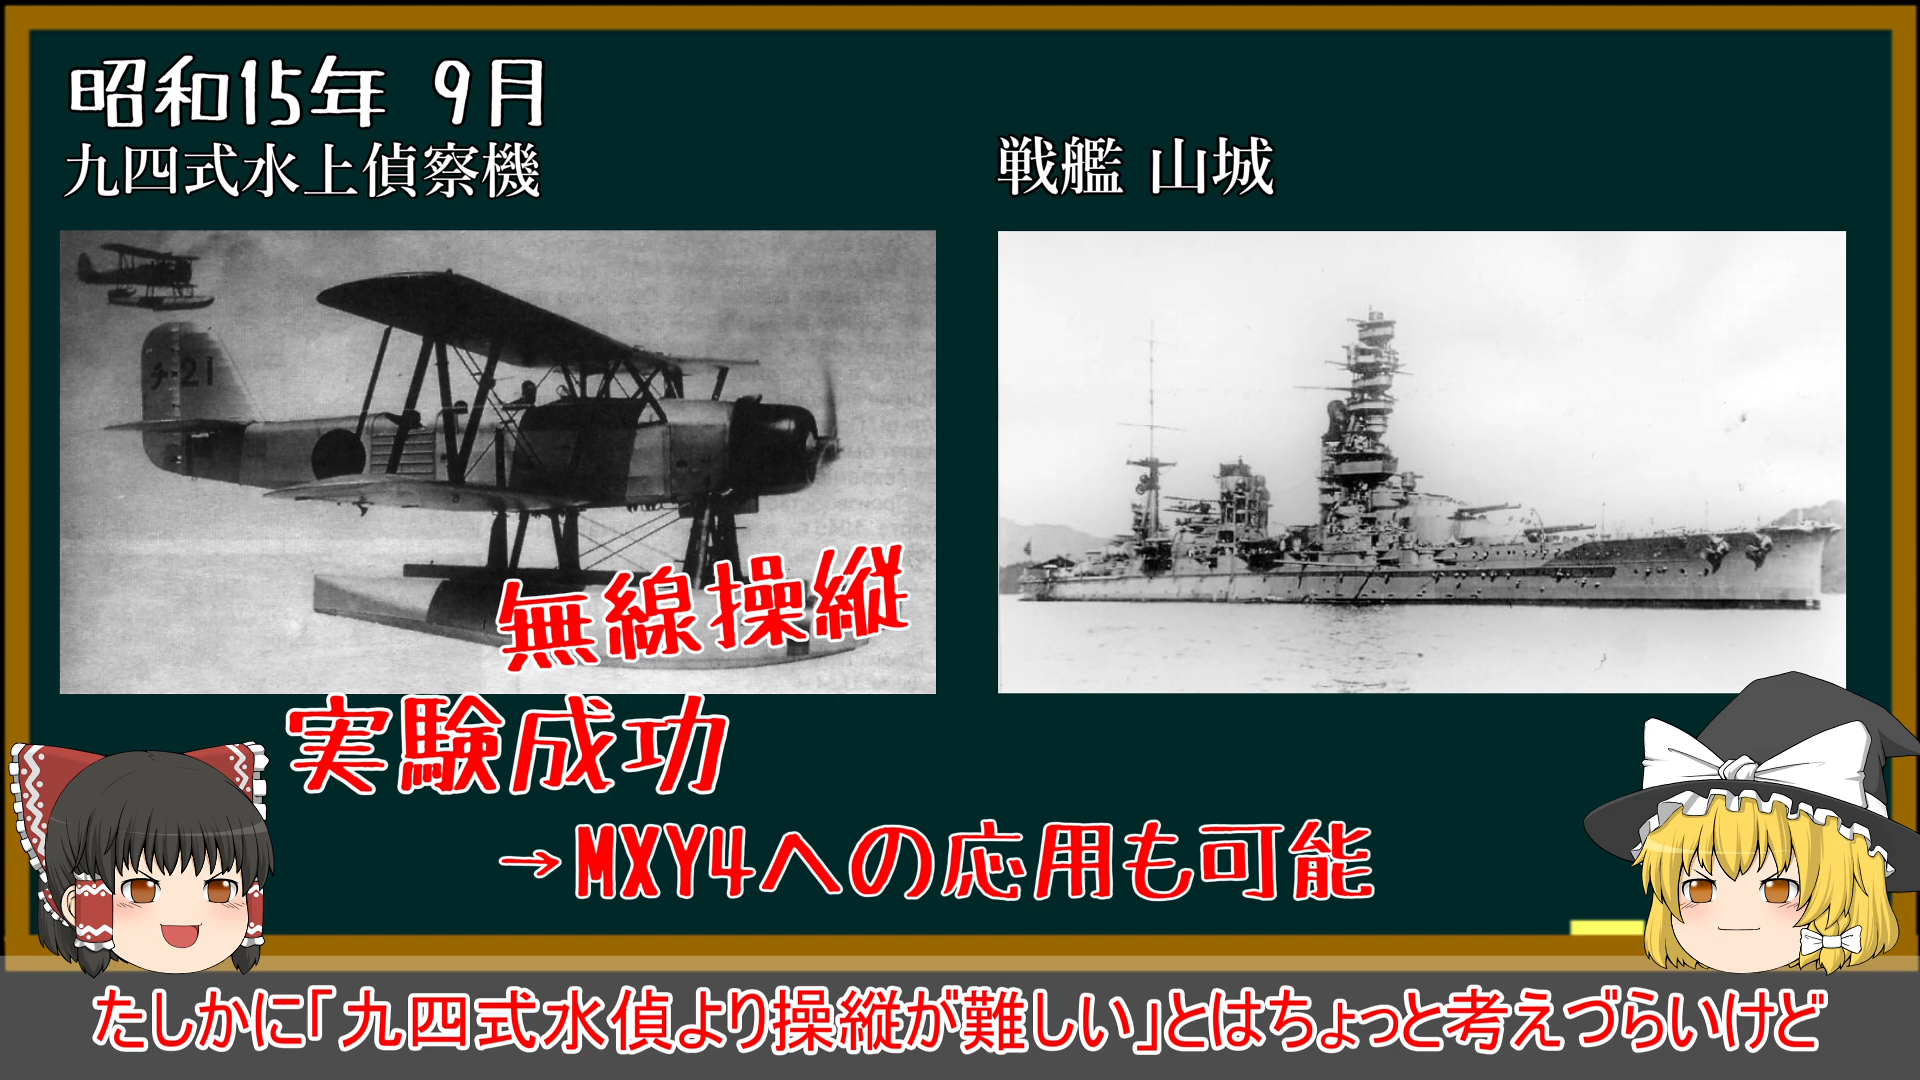 昭和15年 9月
九四式水上偵察機
戦艦 山城
チ-21
無線操縦
実験成功
→MXY4への応用も可能
たしかに「九四式水偵より操縦が難しい」とはちょっと考えづらいけど